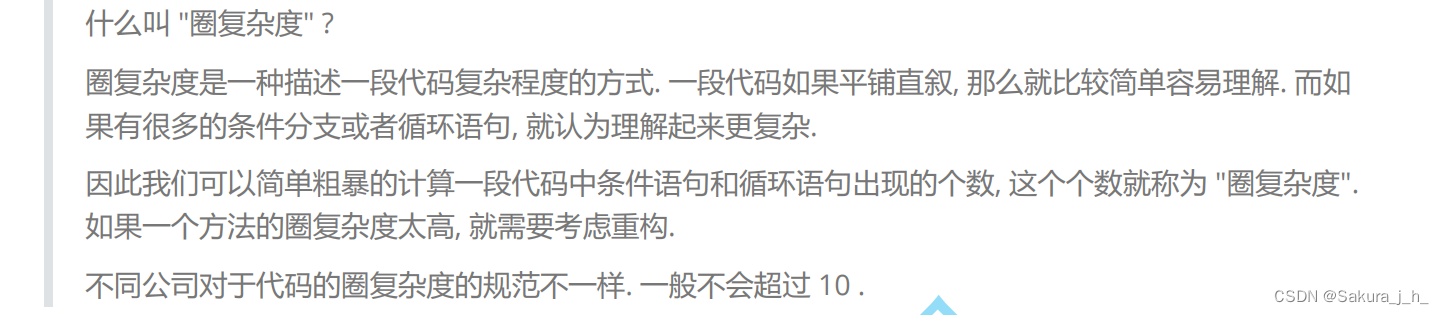 什么叫 "圈复杂度" ?
圈复杂度是一种描述一段代码复杂程度的方式. 一段代码如果平铺直叙, 那么就比较简单容易理解. 而如
果有很多的条件分支或者循环语句, 就认为理解起来更复杂.
因此我们可以简单粗暴的计算一段代码中条件语句和循环语句出现的个数, 这个个数就称为 "圈复杂度".
如果一个方法的圈复杂度太高, 就需要考虑重构.
不同公司对于代码的圈复杂度的规范不一样. 一般不会超过 10 .
CSDN @Sakura_j_h_